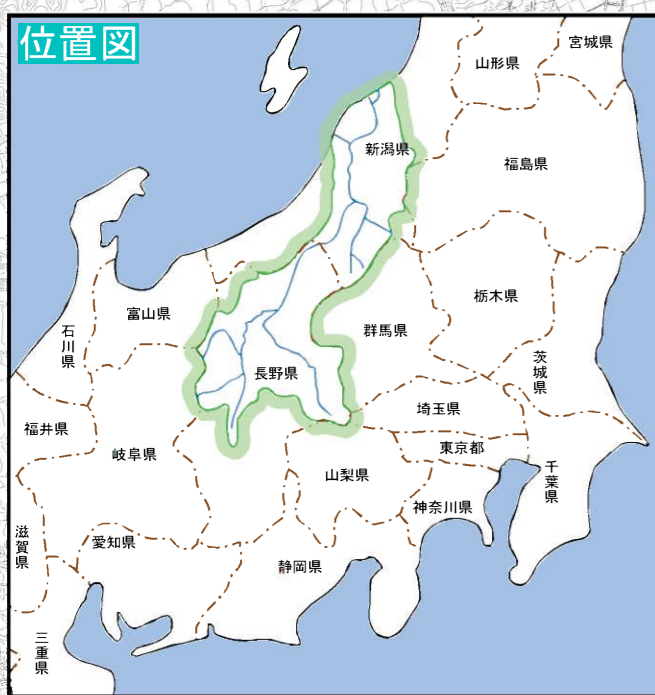 位置図
宮城県
山形県
新潟県
福島県
栃木県
富山県
群馬県
石川県
茨城県
長野県
埼玉県
福井県
岐阜県
東京都
山梨県
千葉県
神奈川県
滋賀県
愛知県
静岡県
三重県